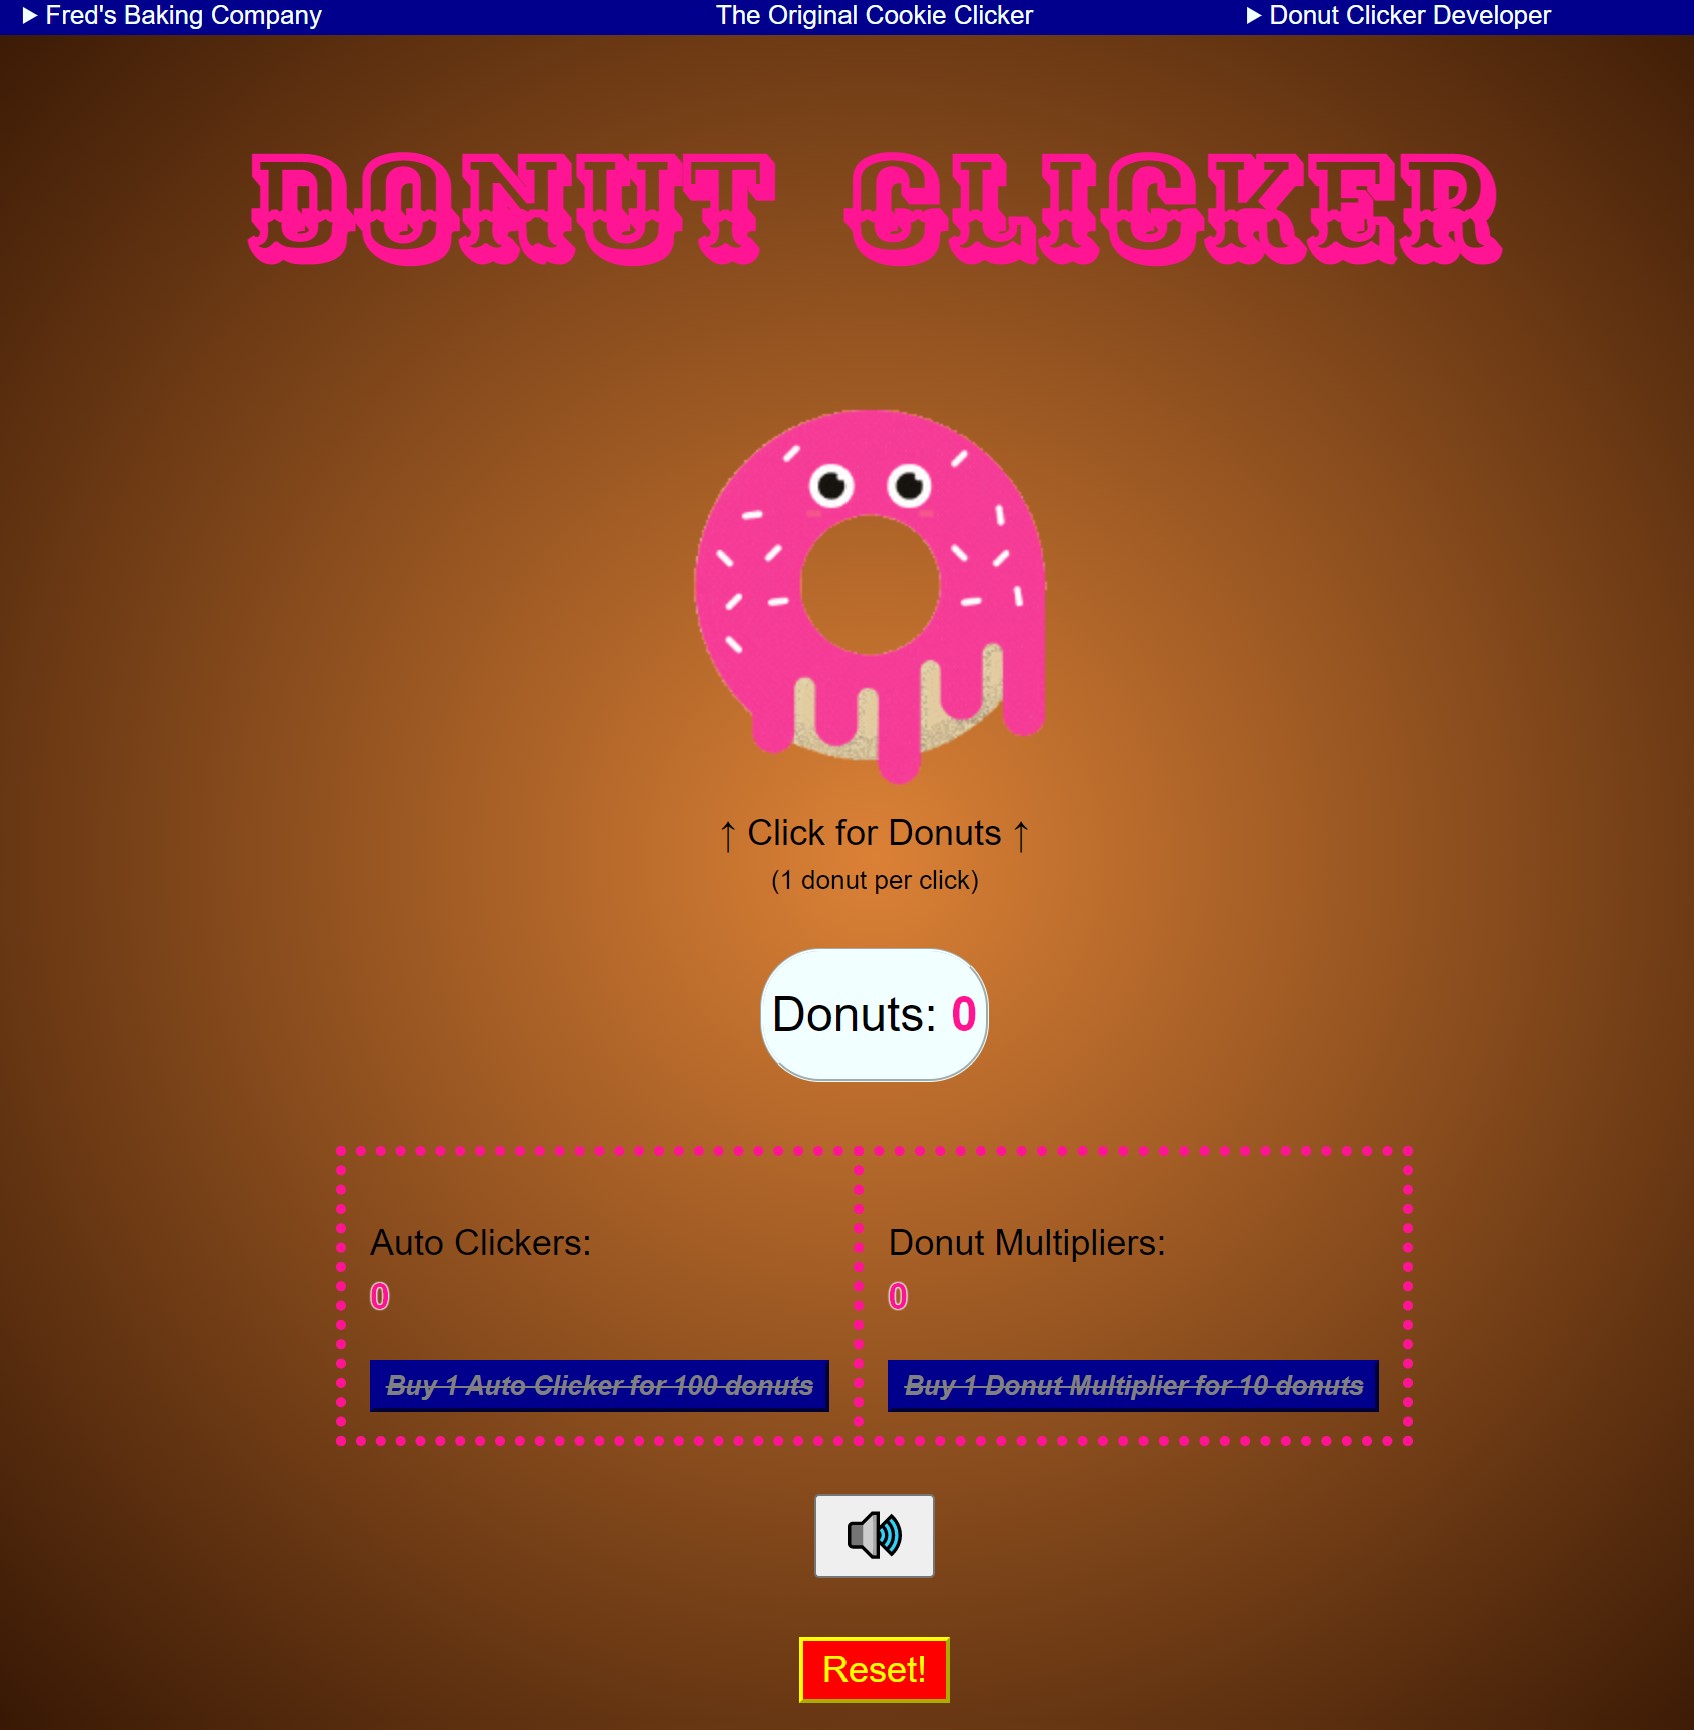 ▶ Fred's Baking Company The Original Cookie Clicker ▶ Donut Clicker Developer
DONUT CLICKER
↑ Click for Donuts ↑
(1 donut per click)
Donuts: 0
Auto Clickers:
0
Buy 1 Auto Clicker for 100 donuts
Donut Multipliers:
0
Buy 1 Donut Multiplier for 10 donuts
Reset!